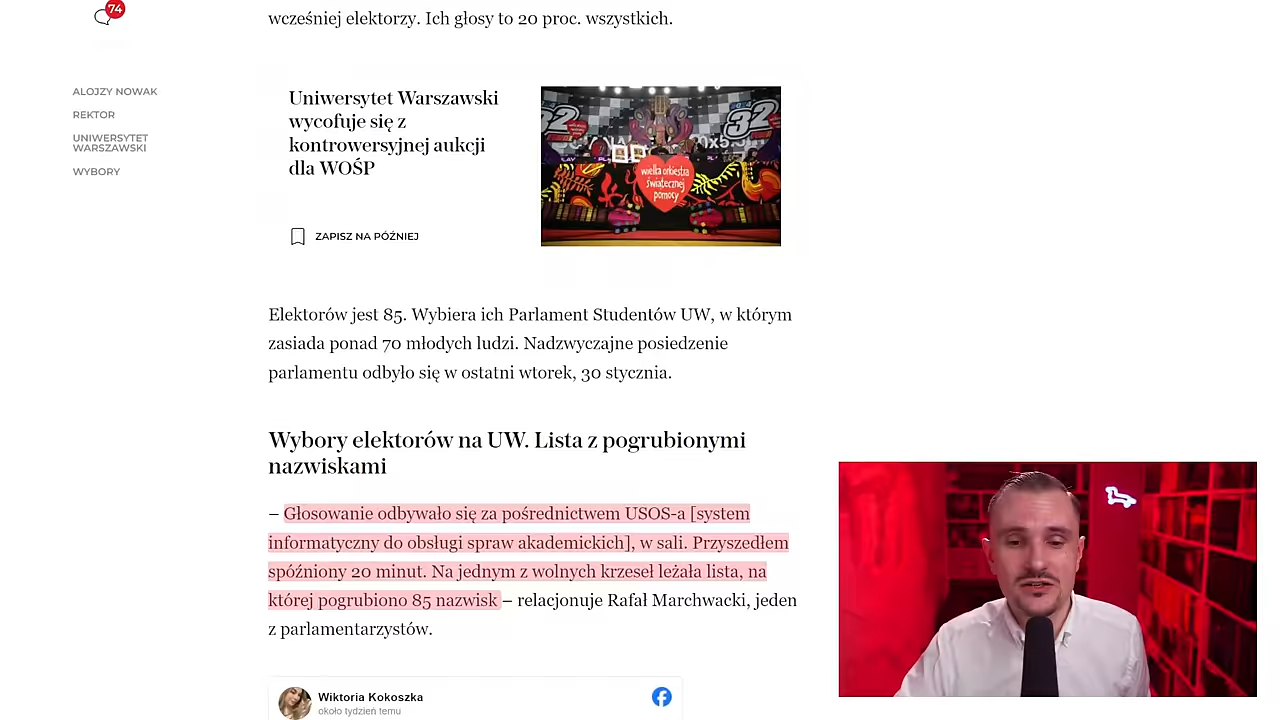 74
wcześniej elektorzy. Ich głosy to 20 proc. wszystkich.
ALOJZY NOWAK
REKTOR
UNIWERSYTET
WARSZAWSKI
WYBORY
Uniwersytet Warszawski
wycofuje się z
kontrowersyjnej aukcji
dla WOŚP
ZAPISZ NA PÓŹNIEJ
32
32
wielka orkiestra
świątecznej
pomocy
Elektorów jest 85. Wybiera ich Parlament Studentów UW, w którym
zasiada ponad 70 młodych ludzi. Nadzwyczajne posiedzenie
parlamentu odbyło się w ostatni wtorek, 30 stycznia.
Wybory elektorów na UW. Lista z pogrubionymi
nazwiskami
– Głosowanie odbywało się za pośrednictwem USOS-a [system
informatyczny do obsługi spraw akademickich], w sali. Przyszedłem
spóźniony 20 minut. Na jednym z wolnych krzeseł leżała lista, na
której pogrubiono 85 nazwisk – relacjonuje Rafał Marchwacki, jeden
z parlamentarzystów.
Wiktoria Kokoszka
około tydzień temu